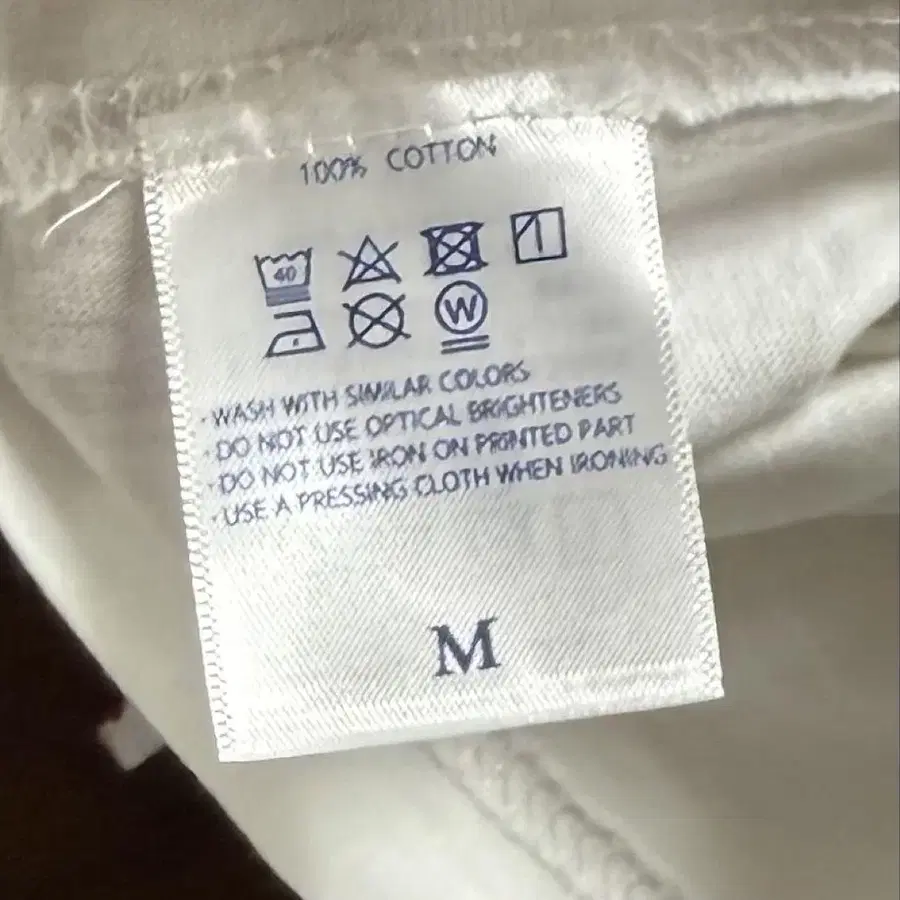 100% COTTON
40
W
· WASH WITH SIMILAR COLORS
· DO NOT USE OPTICAL BRIGHTENERS
· DO NOT USE IRON ON PRINTED PART
· USE A PRESSING CLOTH WHEN IRONING
M